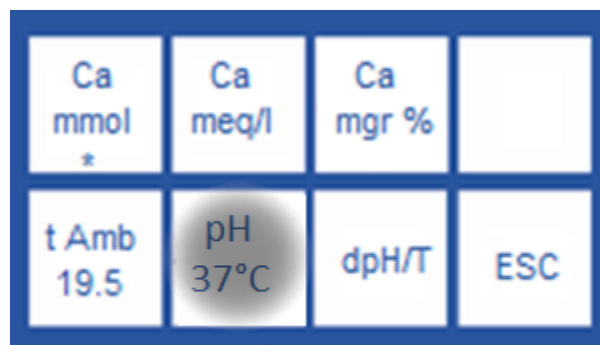 Ca
mmol
*
Ca
meq/l
Ca
mgr %
t Amb
19.5
pH
37°C
dpH/T
ESC